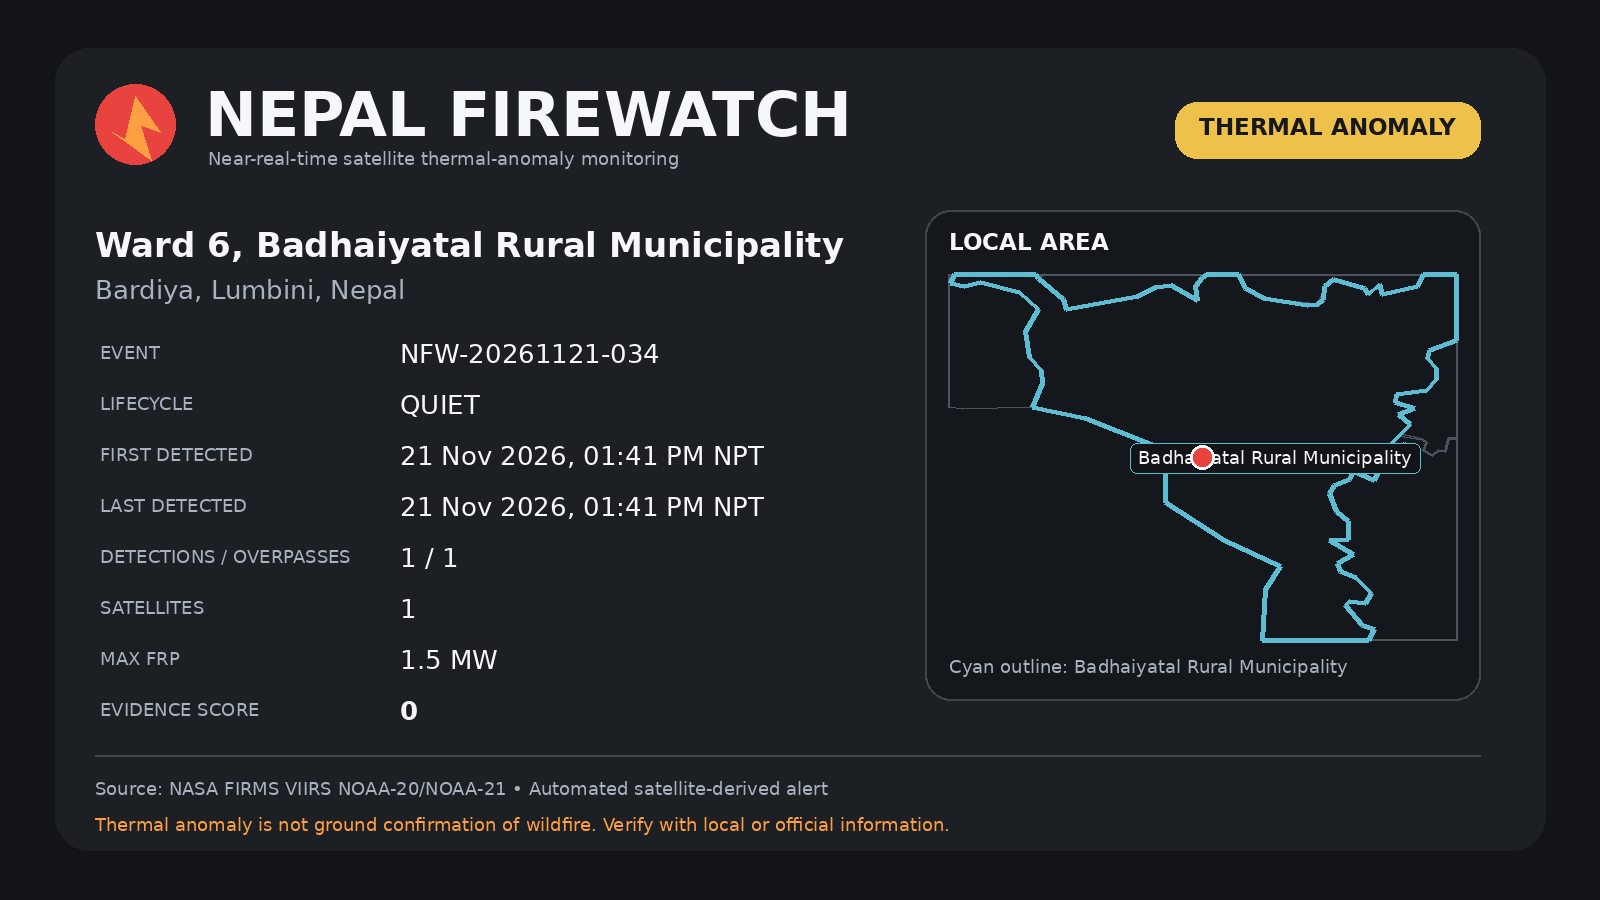 NEPAL FIREWATCH
Near-real-time satellite thermal-anomaly monitoring
THERMAL ANOMALY
Ward 6, Badhaiyatal Rural Municipality
Bardiya, Lumbini, Nepal
EVENT NFW-20261121-034
LIFECYCLE QUIET
FIRST DETECTED 21 Nov 2026, 01:41 PM NPT
LAST DETECTED 21 Nov 2026, 01:41 PM NPT
DETECTIONS / OVERPASSES 1 / 1
SATELLITES 1
MAX FRP 1.5 MW
EVIDENCE SCORE 0
LOCAL AREA
Rural Municipality
Cyan outline: Badhaiyatal Rural Municipality
Source: NASA FIRMS VIIRS NOAA-20/NOAA-21 • Automated satellite-derived alert
Thermal anomaly is not ground confirmation of wildfire. Verify with local or official information.